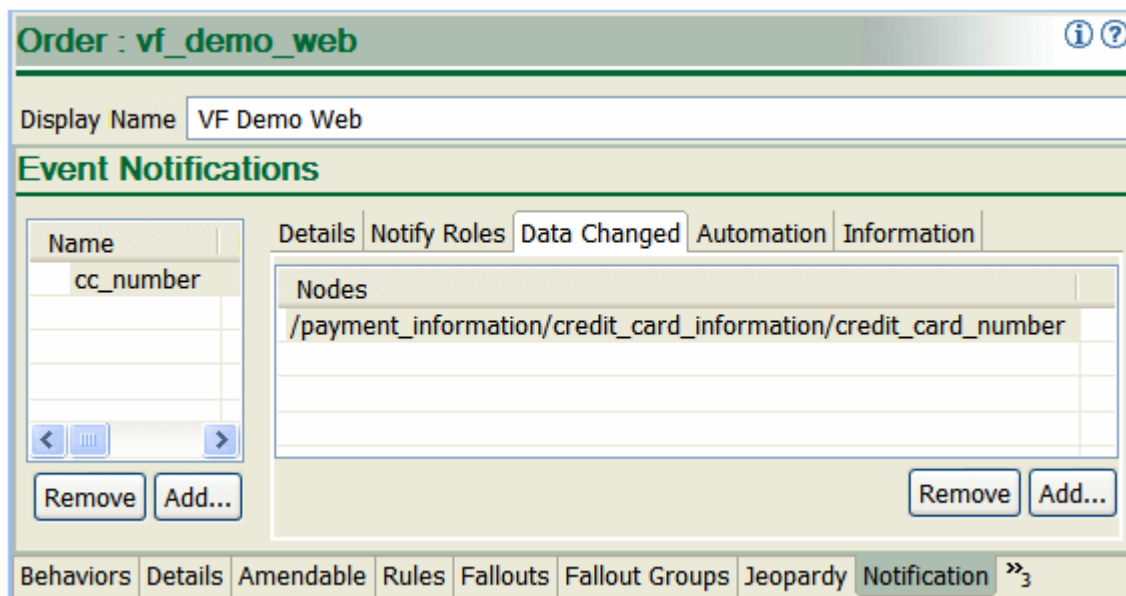 Order : vf_demo_web
Display Name VF Demo Web
Event Notifications
Details Notify Roles Data Changed Automation Information
Name
cc_number
Nodes
/payment_information/credit_card_information/credit_card_number
Remove Add...
Remove Add...
Behaviors Details Amendable Rules Fallouts Fallout Groups Jeopardy Notification »3